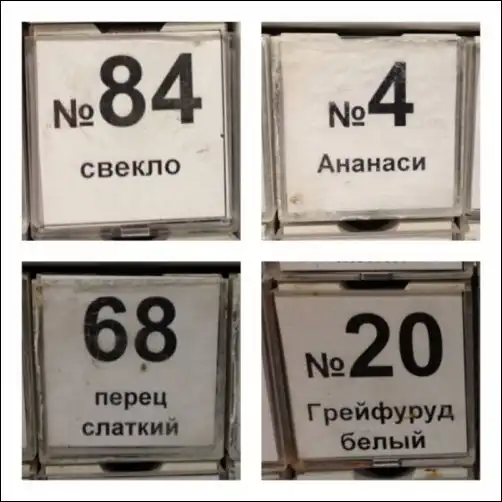 №84
свекло
№4
Ананаси
68
перец
слаткий
№20
Грейфуруд
белый